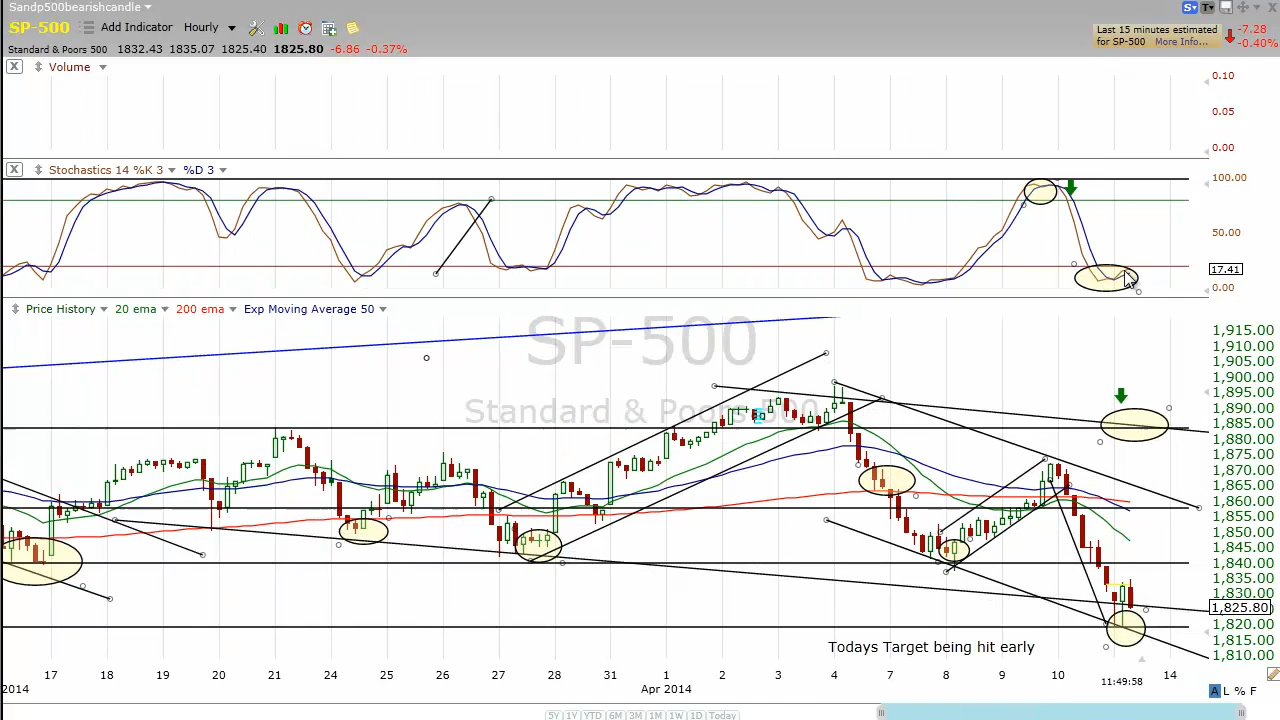 Sandp500bearishcandle
SP-500 Add Indicator Hourly
Last 15 minutes estimated
for SP-500 More Info...
-7.28
-0.40%
Standard & Poors 500 1832.43 1835.07 1825.40 1825.80 -6.86 -0.37%
X Volume
0.10
0.05
0.00
X Stochastics 14 %K 3 %D 3
100.00
50.00
17.41
0.00
Price History 20 ema 200 ema Exp Moving Average 50
SP-500
Standard & Poors 500
1,915.00
1,910.00
1,905.00
1,900.00
1,895.00
1,890.00
1,885.00
1,880.00
1,875.00
1,870.00
1,865.00
1,860.00
1,855.00
1,850.00
1,845.00
1,840.00
1,835.00
1,830.00
1,825.80
1,820.00
1,815.00
1,810.00
Todays Target being hit early
17 18 19 20 21 24 25 26 27 28 31 Apr 2014 1 2 3 4 7 8 9 10 11:49:58 14
2014
A L % F
5Y 1Y YTD 6M 3M 1M 1W 1D Today